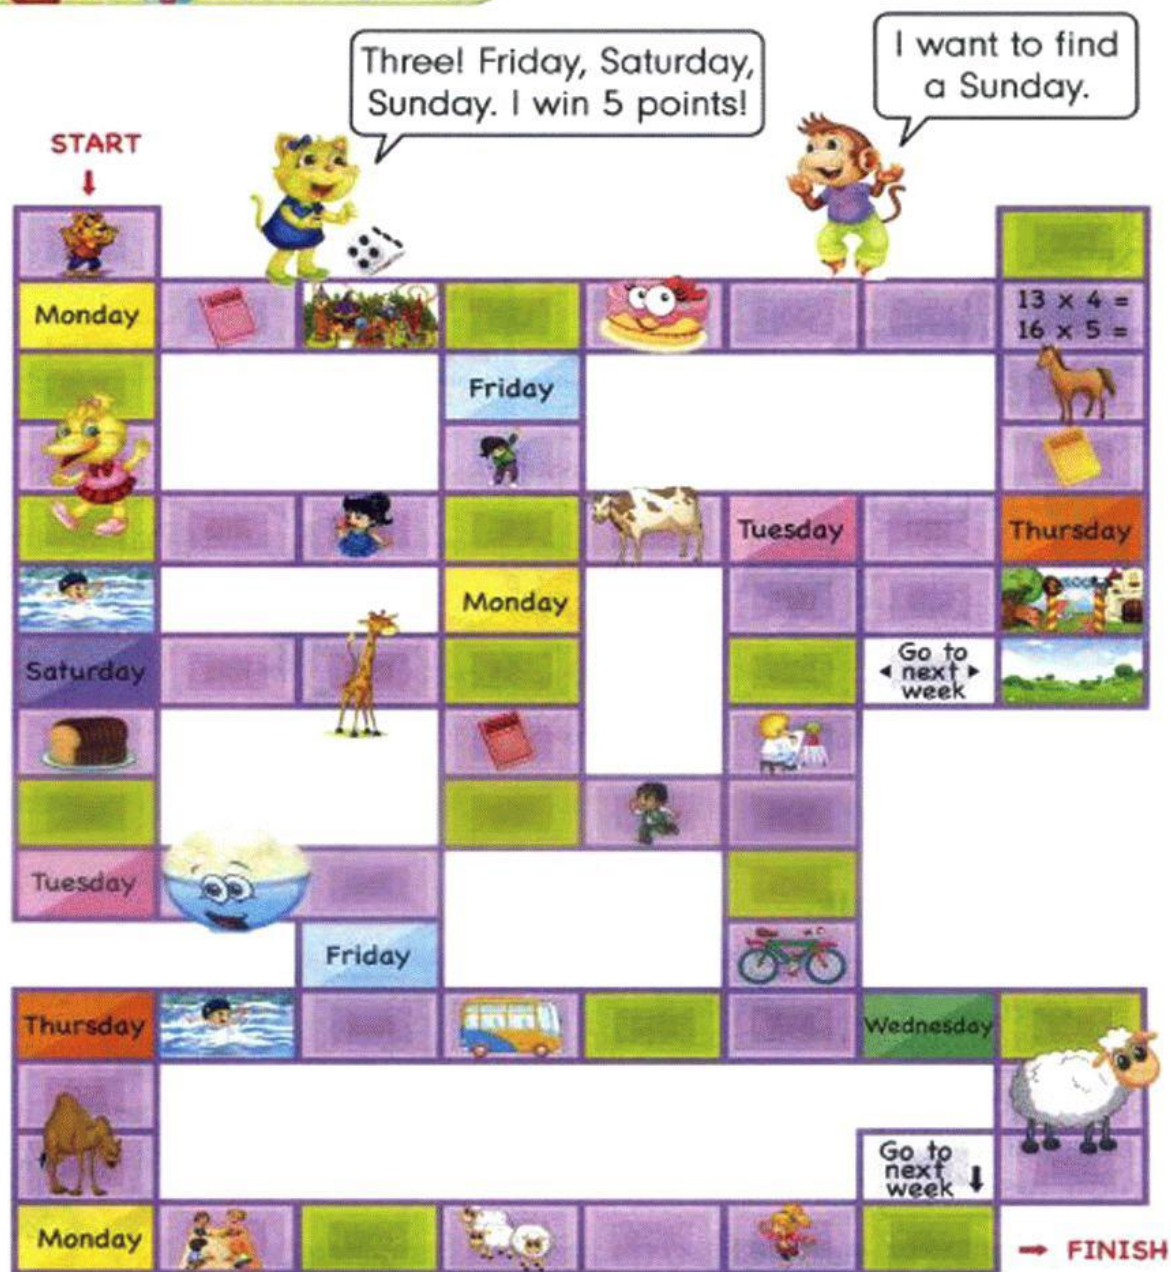 Three! Friday, Saturday,
Sunday. I win 5 points!
I want to find
a Sunday.
START
Monday
13 x 4 =
16 x 5 =
Friday
Tuesday
Thursday
Monday
Saturday
Go to
next
week
Tuesday
Friday
Thursday
Wednesday
Go to
next
week
Monday
FINISH